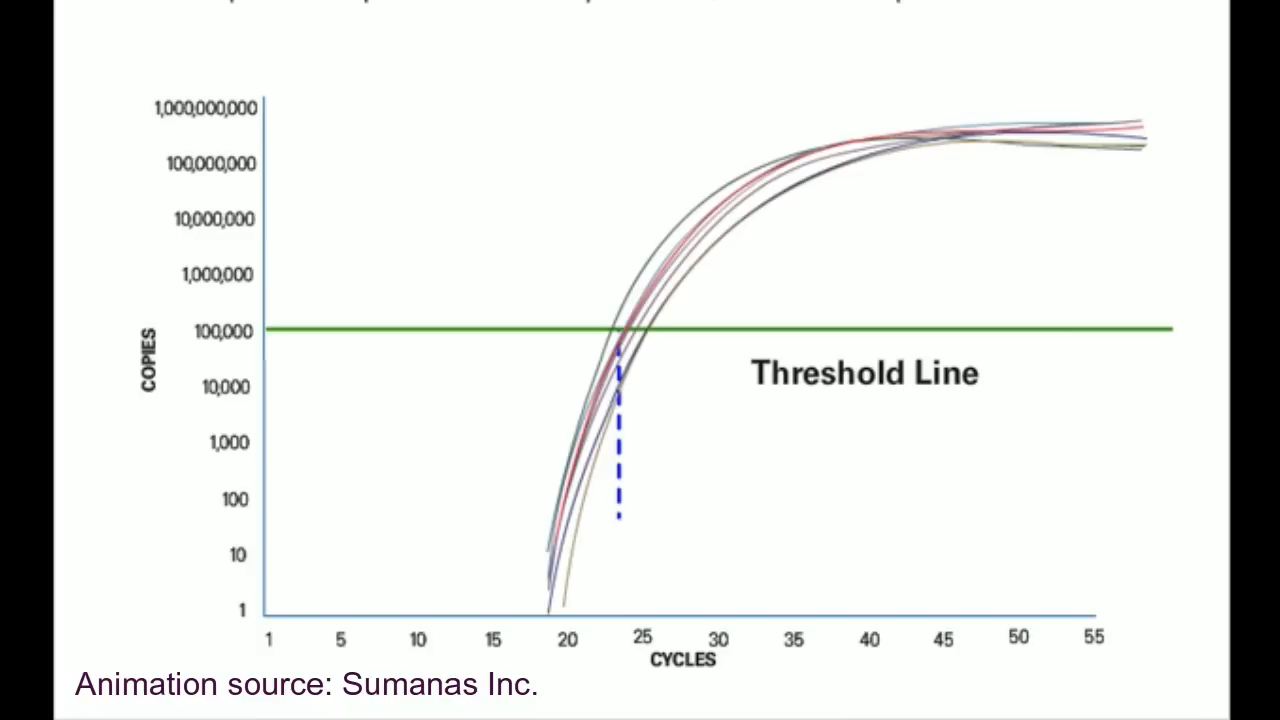 1,000,000,000
100,000,000
10,000,000
1,000,000
100,000
10,000
1,000
100
10
1
COPIES
Threshold Line
1 5 10 15 20 25 30 35 40 45 50 55
CYCLES
Animation source: Sumanas Inc.